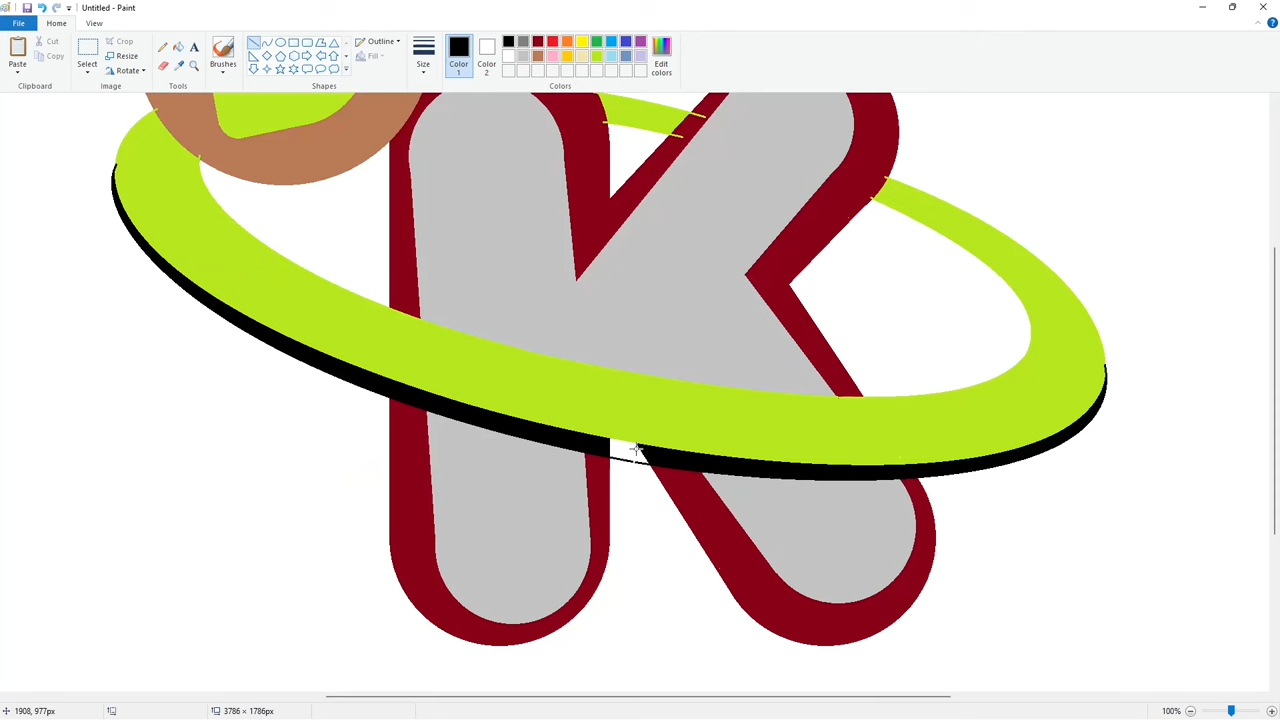 Untitled - Paint
File
Home
View
Paste
Cut
Copy
Clipboard
Select
Crop
Resize
Rotate
Image
A
Tools
Brushes
Outline
Fill
Shapes
Size
Color
1
Color
2
Edit
colors
Colors
K
1908, 977px
3786 × 1786px
100%